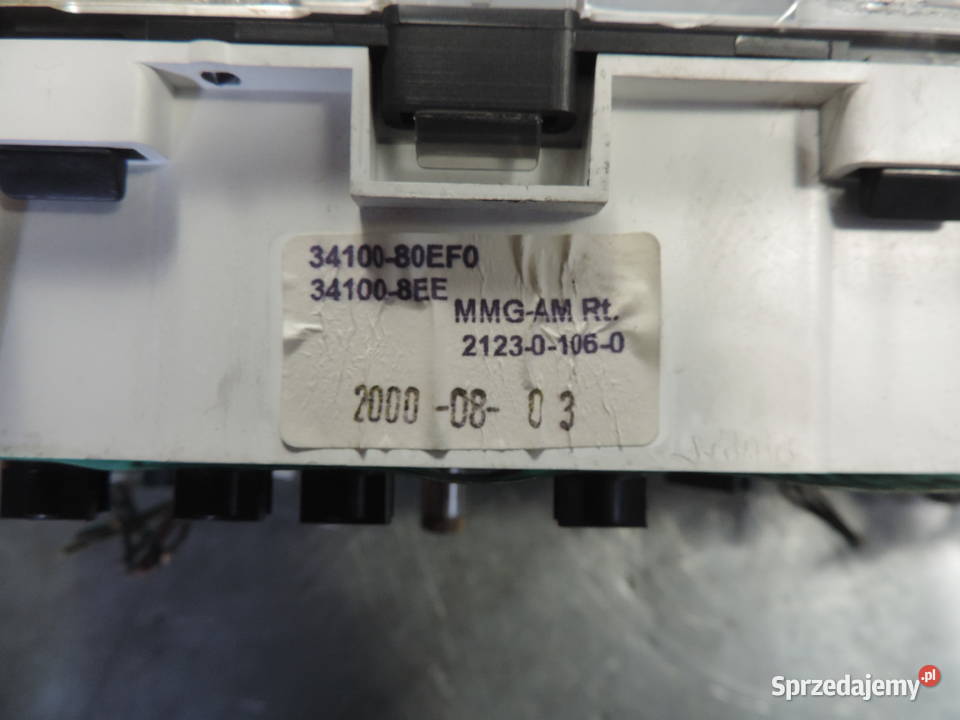 34100-80EF0
34100-8EE
MMG-AM Rt.
2123-0-106-0
2000-08-03
Sprzedajemy.pl